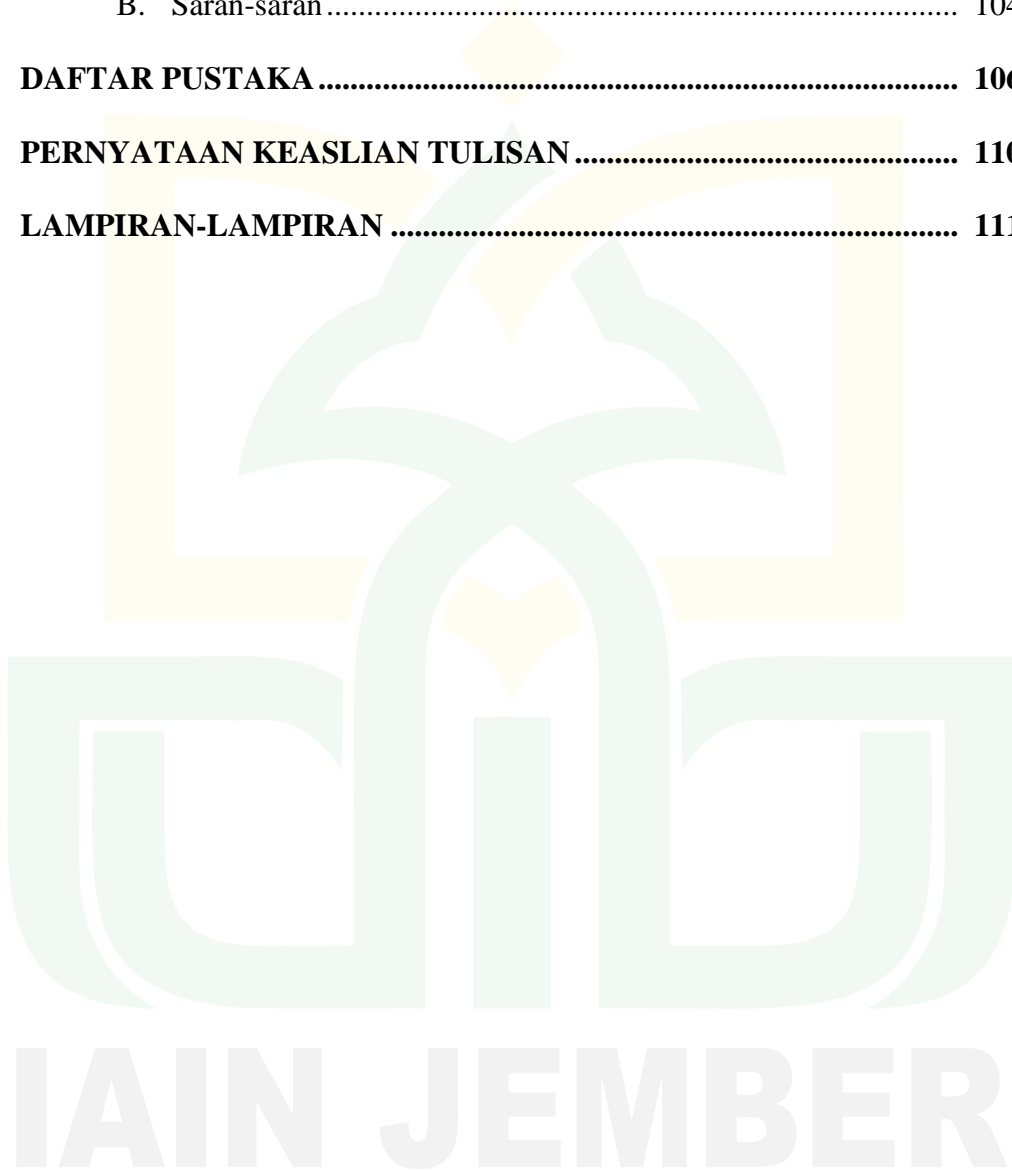 B. Saran-saran ........................................................................ 104
DAFTAR PUSTAKA ........................................................................ 106
PERNYATAAN KEASLIAN TULISAN ............................................ 110
LAMPIRAN-LAMPIRAN ................................................................ 111
IAIN JEMBER